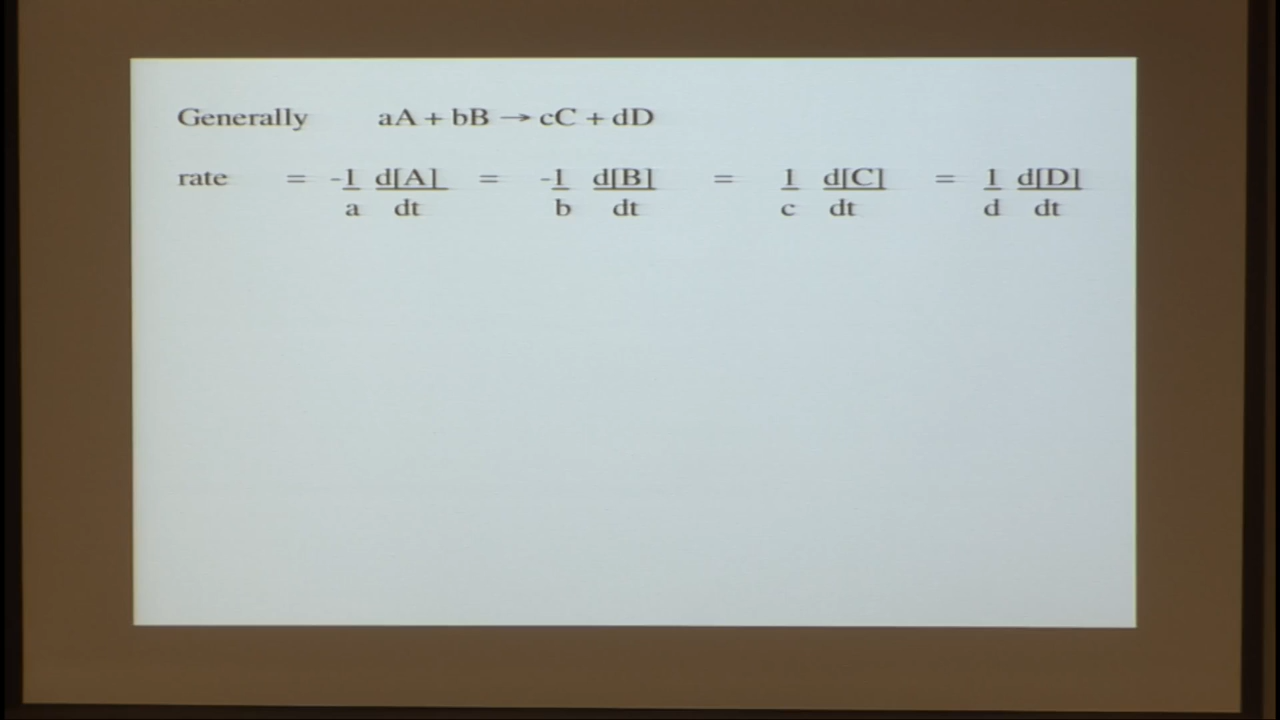 Generally aA + bB → cC + dD
rate = -1 d[A] = -1 d[B] = 1 d[C] = 1 d[D]
a dt b dt c dt d dt